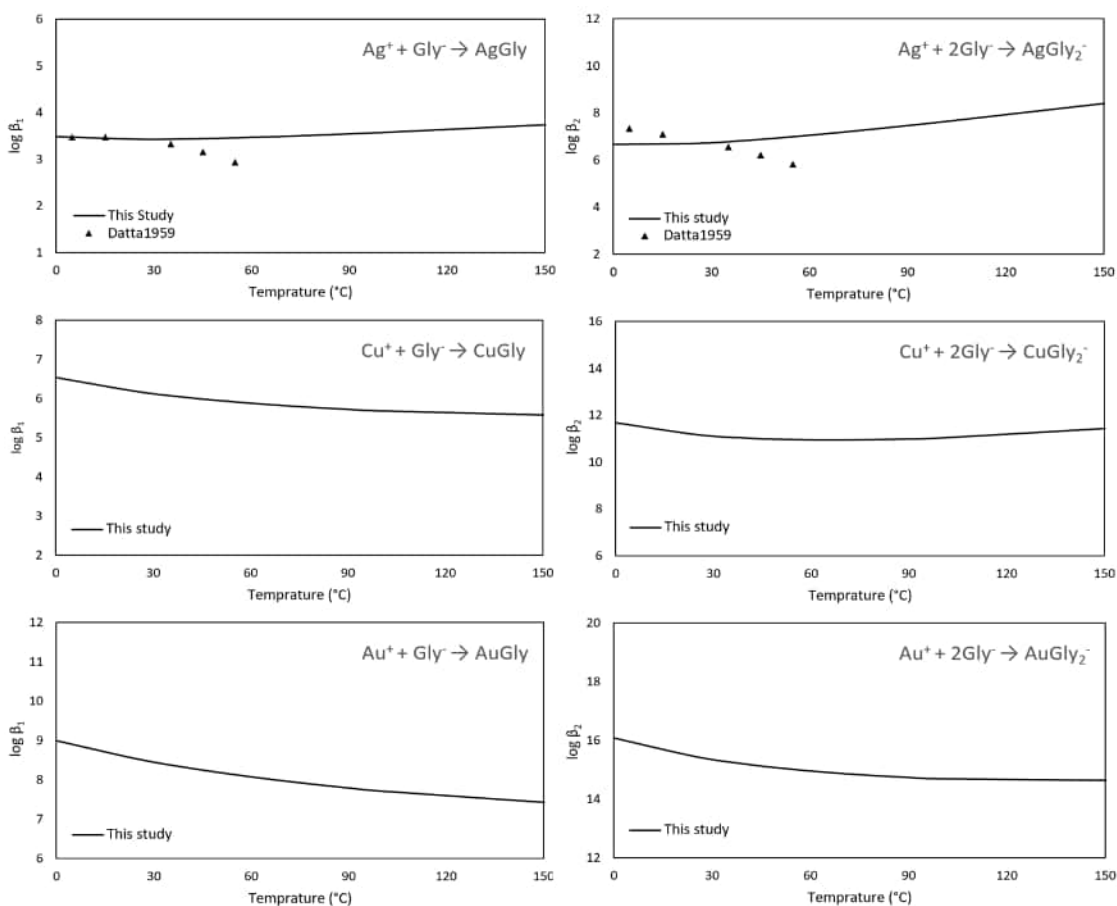 6
5
4
3
2
1
log β₁
Ag⁺ + Gly⁻ → AgGly
This Study
Datta1959
0 30 60 90 120 150
Temprature (°C)
12
10
8
6
4
2
log β₂
Ag⁺ + 2Gly⁻ → AgGly₂⁻
This study
Datta1959
0 30 60 90 120 150
Temprature (°C)
8
7
6
5
4
3
2
log β₁
Cu⁺ + Gly⁻ → CuGly
This study
0 30 60 90 120 150
Temprature (°C)
16
14
12
10
8
6
log β₂
Cu⁺ + 2Gly⁻ → CuGly₂⁻
This study
0 30 60 90 120 150
Temprature (°C)
12
11
10
9
8
7
6
log β₁
Au⁺ + Gly⁻ → AuGly
This study
0 30 60 90 120 150
Temprature (°C)
20
18
16
14
12
log β₂
Au⁺ + 2Gly⁻ → AuGly₂⁻
This study
0 30 60 90 120 150
Temprature (°C)